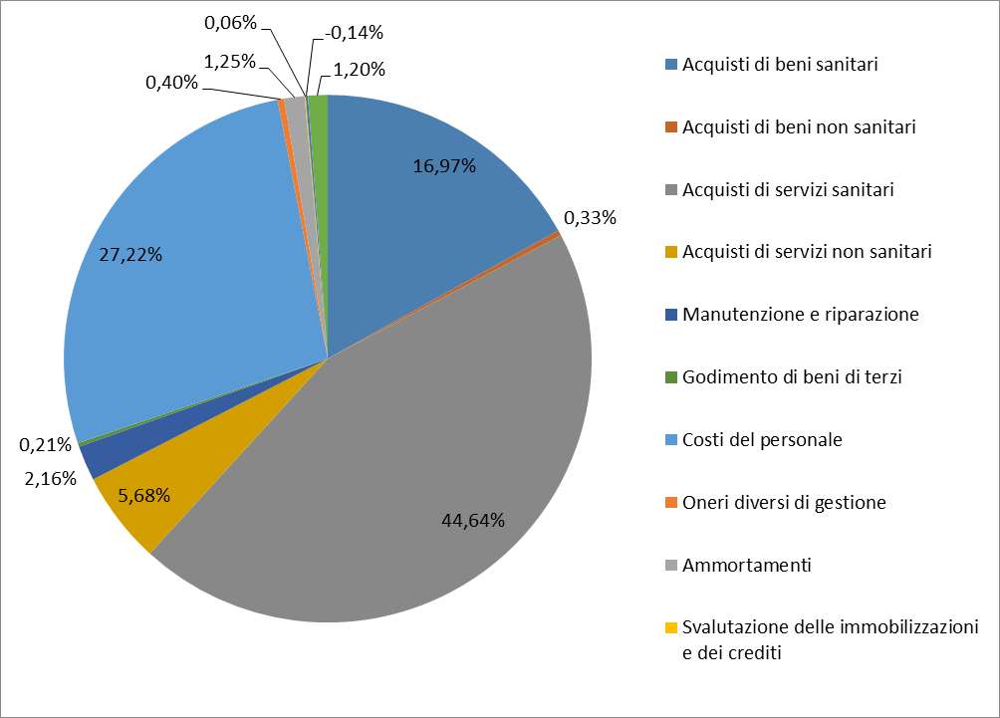 0,06%
-0,14%
1,25%
1,20%
0,40%
16,97%
0,33%
27,22%
0,21%
2,16%
5,68%
44,64%
Acquisti di beni sanitari
Acquisti di beni non sanitari
Acquisti di servizi sanitari
Acquisti di servizi non sanitari
Manutenzione e riparazione
Godimento di beni di terzi
Costi del personale
Oneri diversi di gestione
Ammortamenti
Svalutazione delle immobilizzazioni
e dei crediti